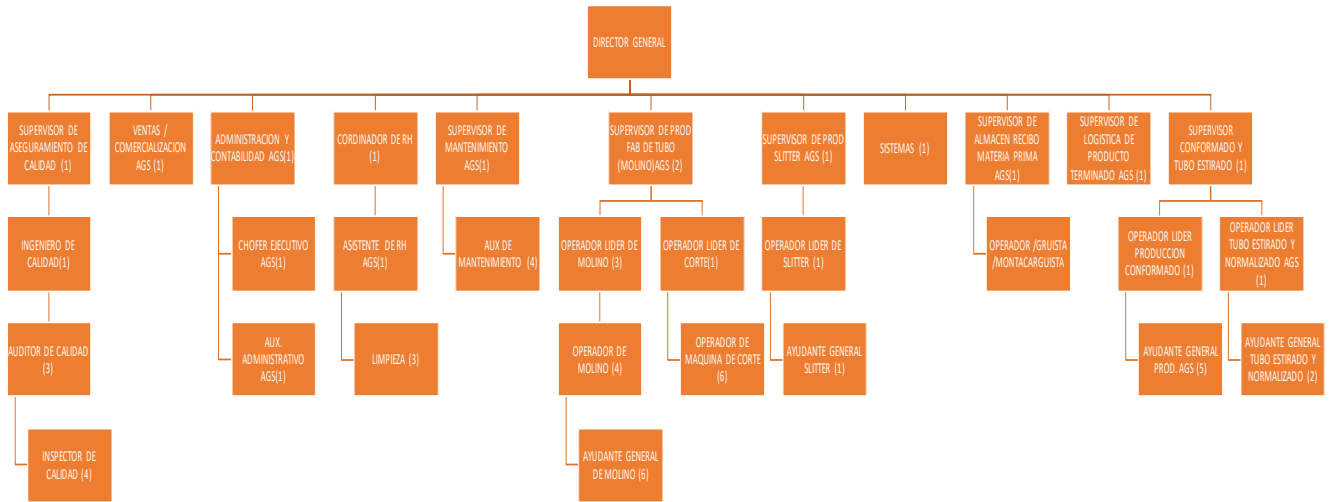 DIRECTOR GENERAL
SUPERVISOR DE
ASEGURAMIENTO DE
CALIDAD (1)
VENTAS /
COMERCIALIZACION
AGS (1)
ADMINISTRACION Y
CONTABILIDAD AGS(1)
CORDINADOR DE RH
(1)
SUPERVISOR DE
MANTENIMIENTO
AGS(1)
SUPERVISOR DE PROD
FAB DE TUBO
(MOLINO)AGS (2)
SUPERVISOR DE PROD
SLITTER AGS (1)
SISTEMAS (1)
SUPERVISOR DE
ALMACEN RECIBO
MATERIA PRIMA
AGS(1)
SUPERVISOR DE
LOGISTICA DE
PRODUCTO
TERMINADO AGS (1)
SUPERVISOR
CONFORMADO Y
TUBO ESTIRADO (1)
INGENIERO DE
CALIDAD(1)
CHOFER EJECUTIVO
AGS(1)
ASISTENTE DE RH
AGS(1)
AUX DE
MANTENIMIENTO (4)
OPERADOR LIDER DE
MOLINO (3)
OPERADOR LIDER DE
CORTE(1)
OPERADOR LIDER DE
SLITTER (1)
OPERADOR /GRUISTA
/MONTACARGUISTA
OPERADOR LIDER
PRODUCCION
CONFORMADO (1)
OPERADOR LIDER
TUBO ESTIRADO Y
NORMALIZADO AGS
(1)
AUDITOR DE CALIDAD
(3)
AUX.
ADMINISTRATIVO
AGS(1)
LIMPIEZA (3)
OPERADOR DE
MOLINO (4)
OPERADOR DE
MAQUINA DE CORTE
(6)
AYUDANTE GENERAL
SLITTER (1)
AYUDANTE GENERAL
PROD. AGS (5)
AYUDANTE GENERAL
TUBO ESTIRADO Y
NORMALIZADO (2)
INSPECTOR DE
CALIDAD (4)
AYUDANTE GENERAL
DE MOLINO (6)